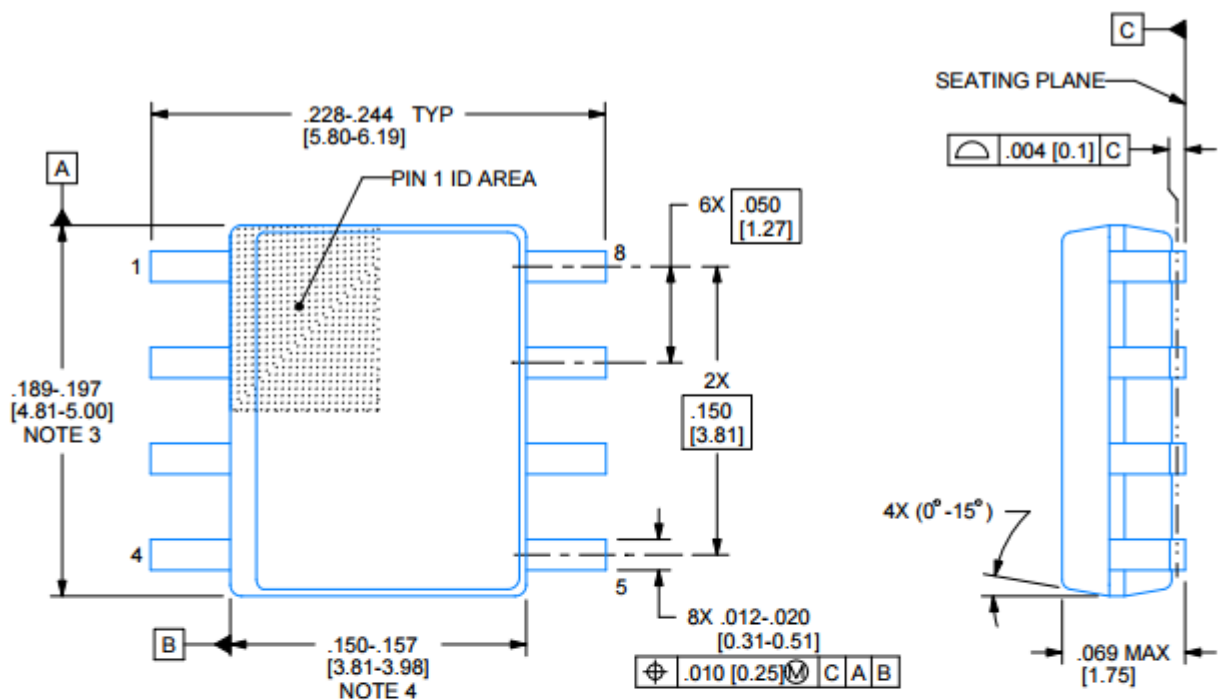 C
SEATING PLANE
.228-.244 TYP
[5.80-6.19]
.004 [0.1] C
A
PIN 1 ID AREA
6X .050
[1.27]
1
8
.189-.197
[4.81-5.00]
NOTE 3
2X
.150
[3.81]
4X (0°-15°)
4
5
8X .012-.020
[0.31-0.51]
B
.150-.157
[3.81-3.98]
NOTE 4
⌖ .010 [0.25] Ⓜ C A B
.069 MAX
[1.75]